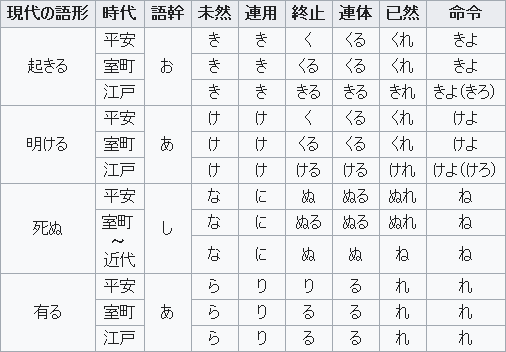 現代の語形 時代 語幹 未然 連用 終止 連体 已然 命令
起きる 平安 お き き く くる くれ きよ
室町 き き くる くる くれ きよ
江戸 き き きる きる きれ きよ(きろ)
明ける 平安 あ け け く くる くれ けよ
室町 け け くる くる くれ けよ
江戸 け け ける ける けれ けよ(けろ)
死ぬ 平安 し な に ぬ ぬる ぬれ ね
室町 な に ぬる ぬる ぬれ ね
〜
近代 な に ぬ ぬ ね ね
有る 平安 あ ら り り る れ れ
室町 ら り る る れ れ
江戸 ら り る る れ れ